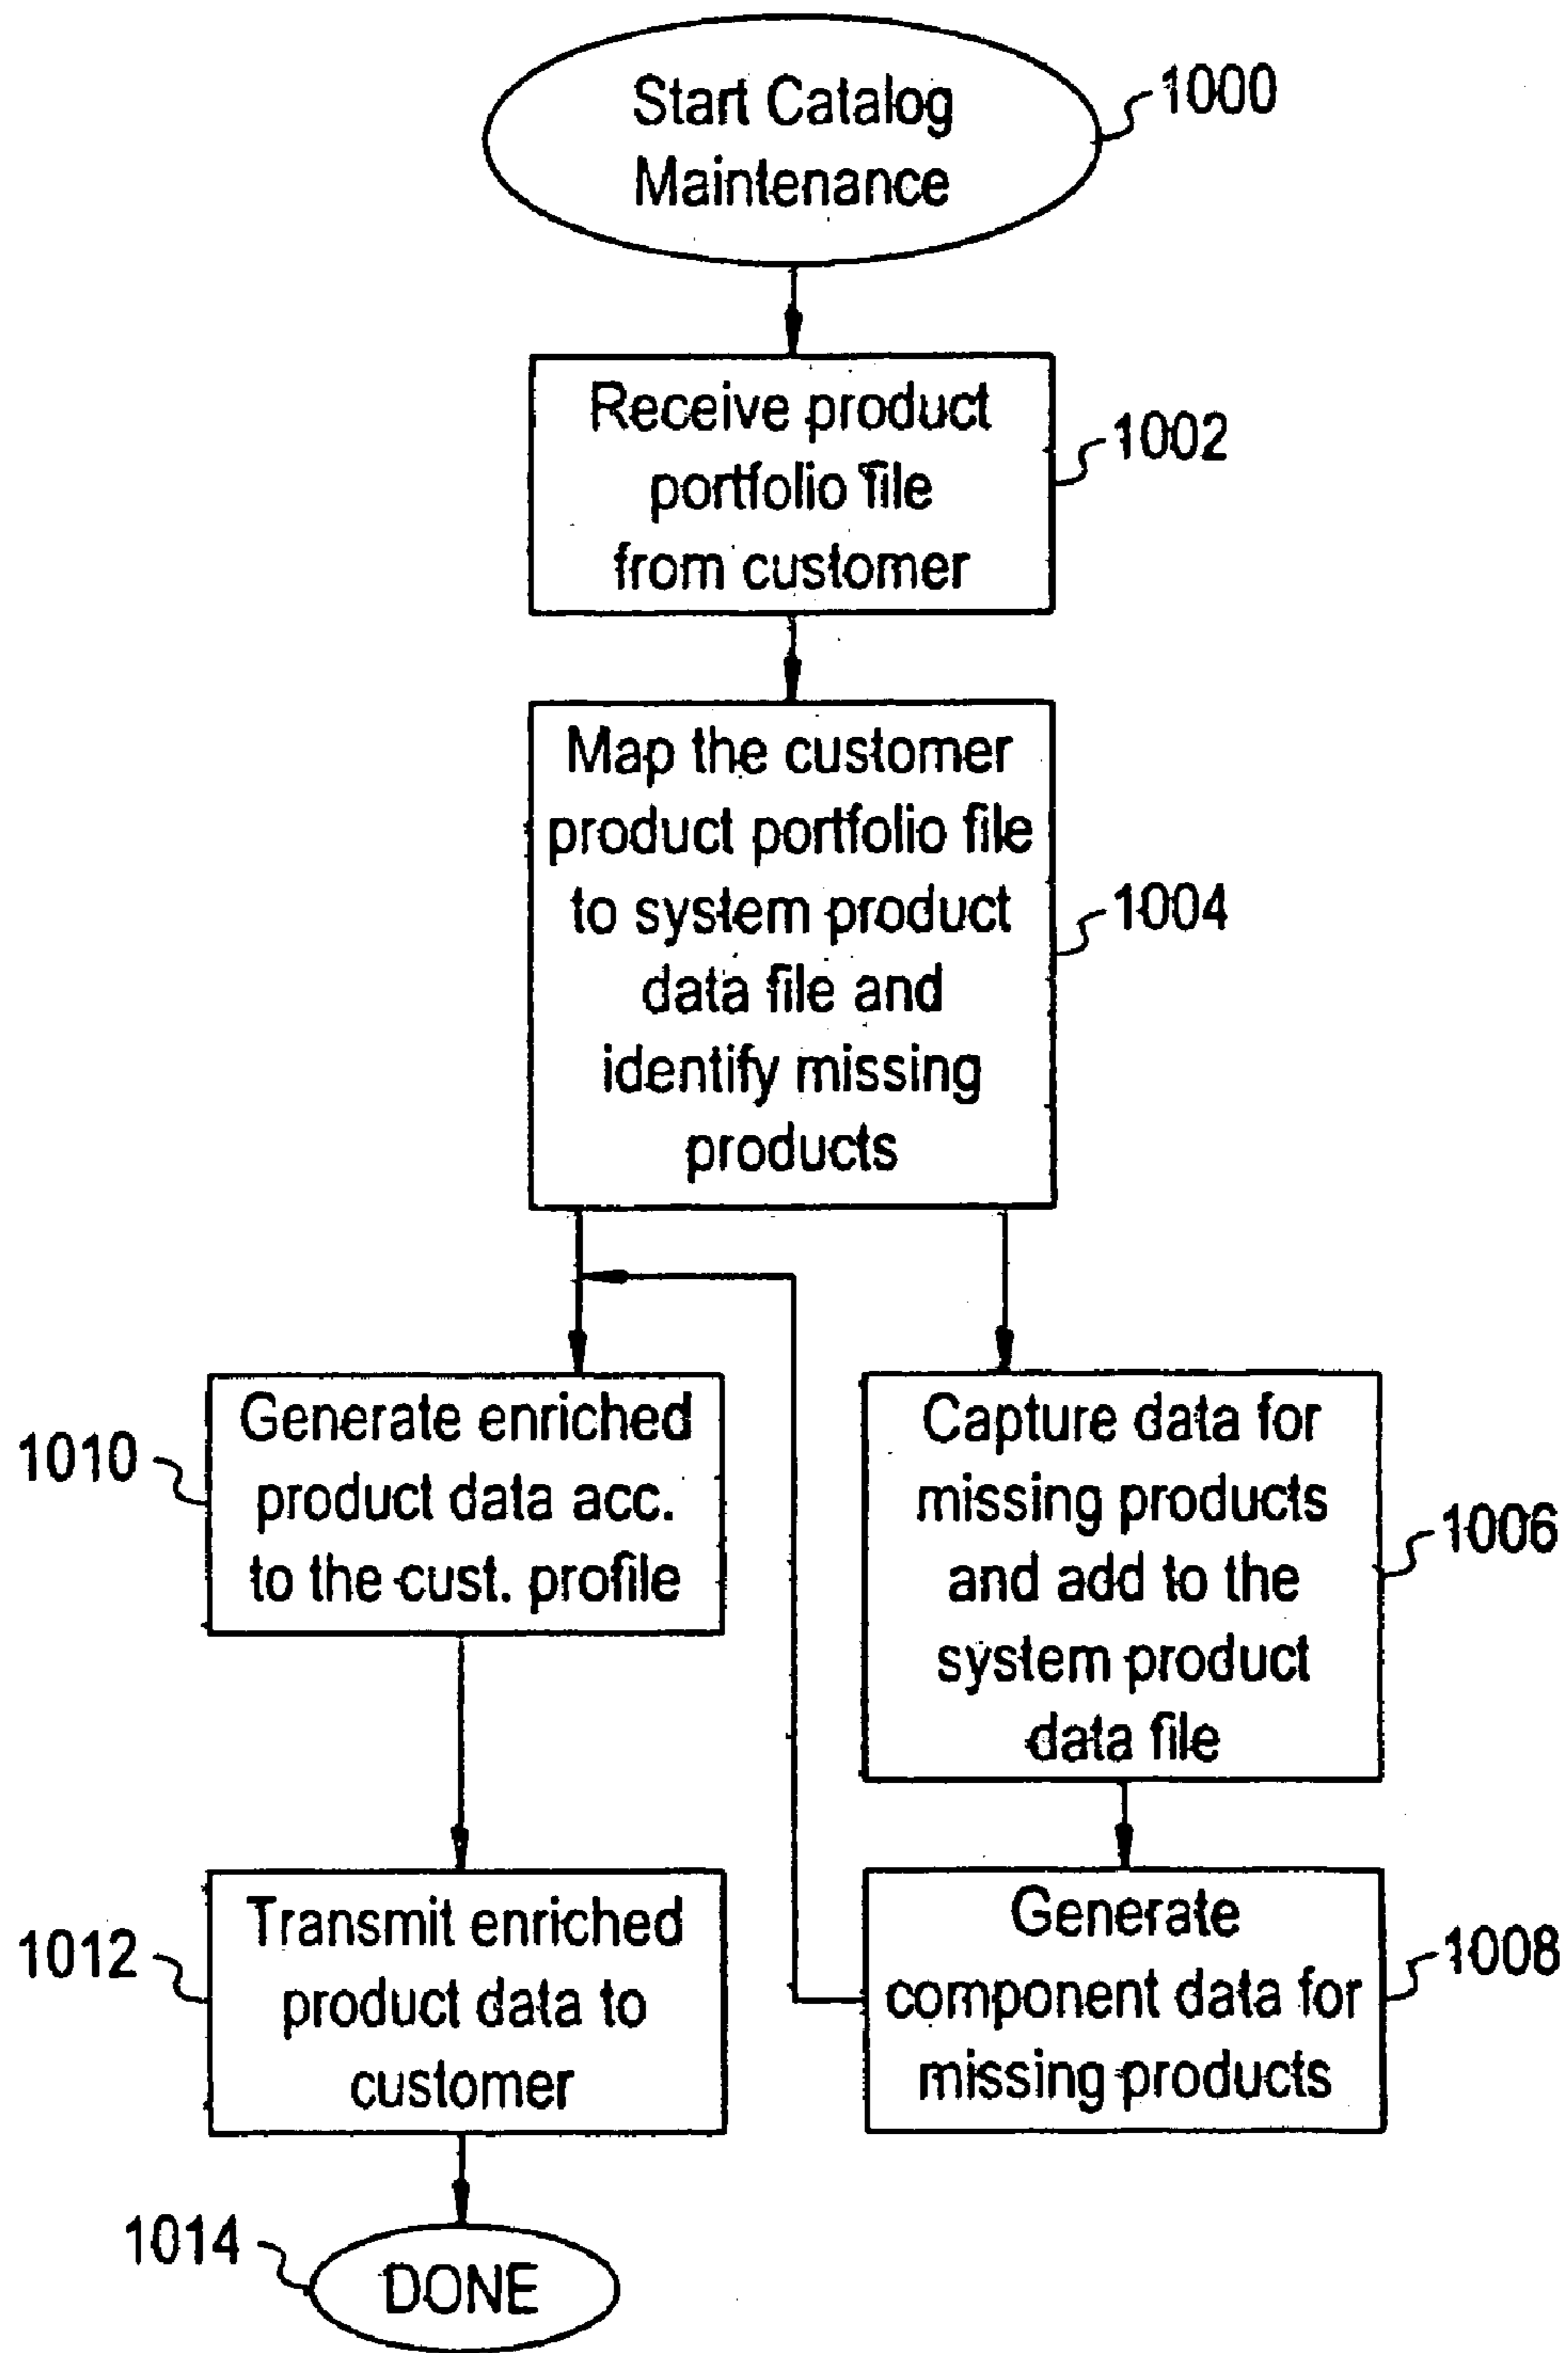 Start Catalog
Maintenance
1000
Receive product
portfolio file
from customer
1002
Map the customer
product portfolio file
to system product
data file and
identify missing
products
1004
Generate enriched
product data acc.
to the cust. profile
1010
Capture data for
missing products
and add to the
system product
data file
1006
Transmit enriched
product data to
customer
1012
Generate
component data for
missing products
1008
DONE
1014